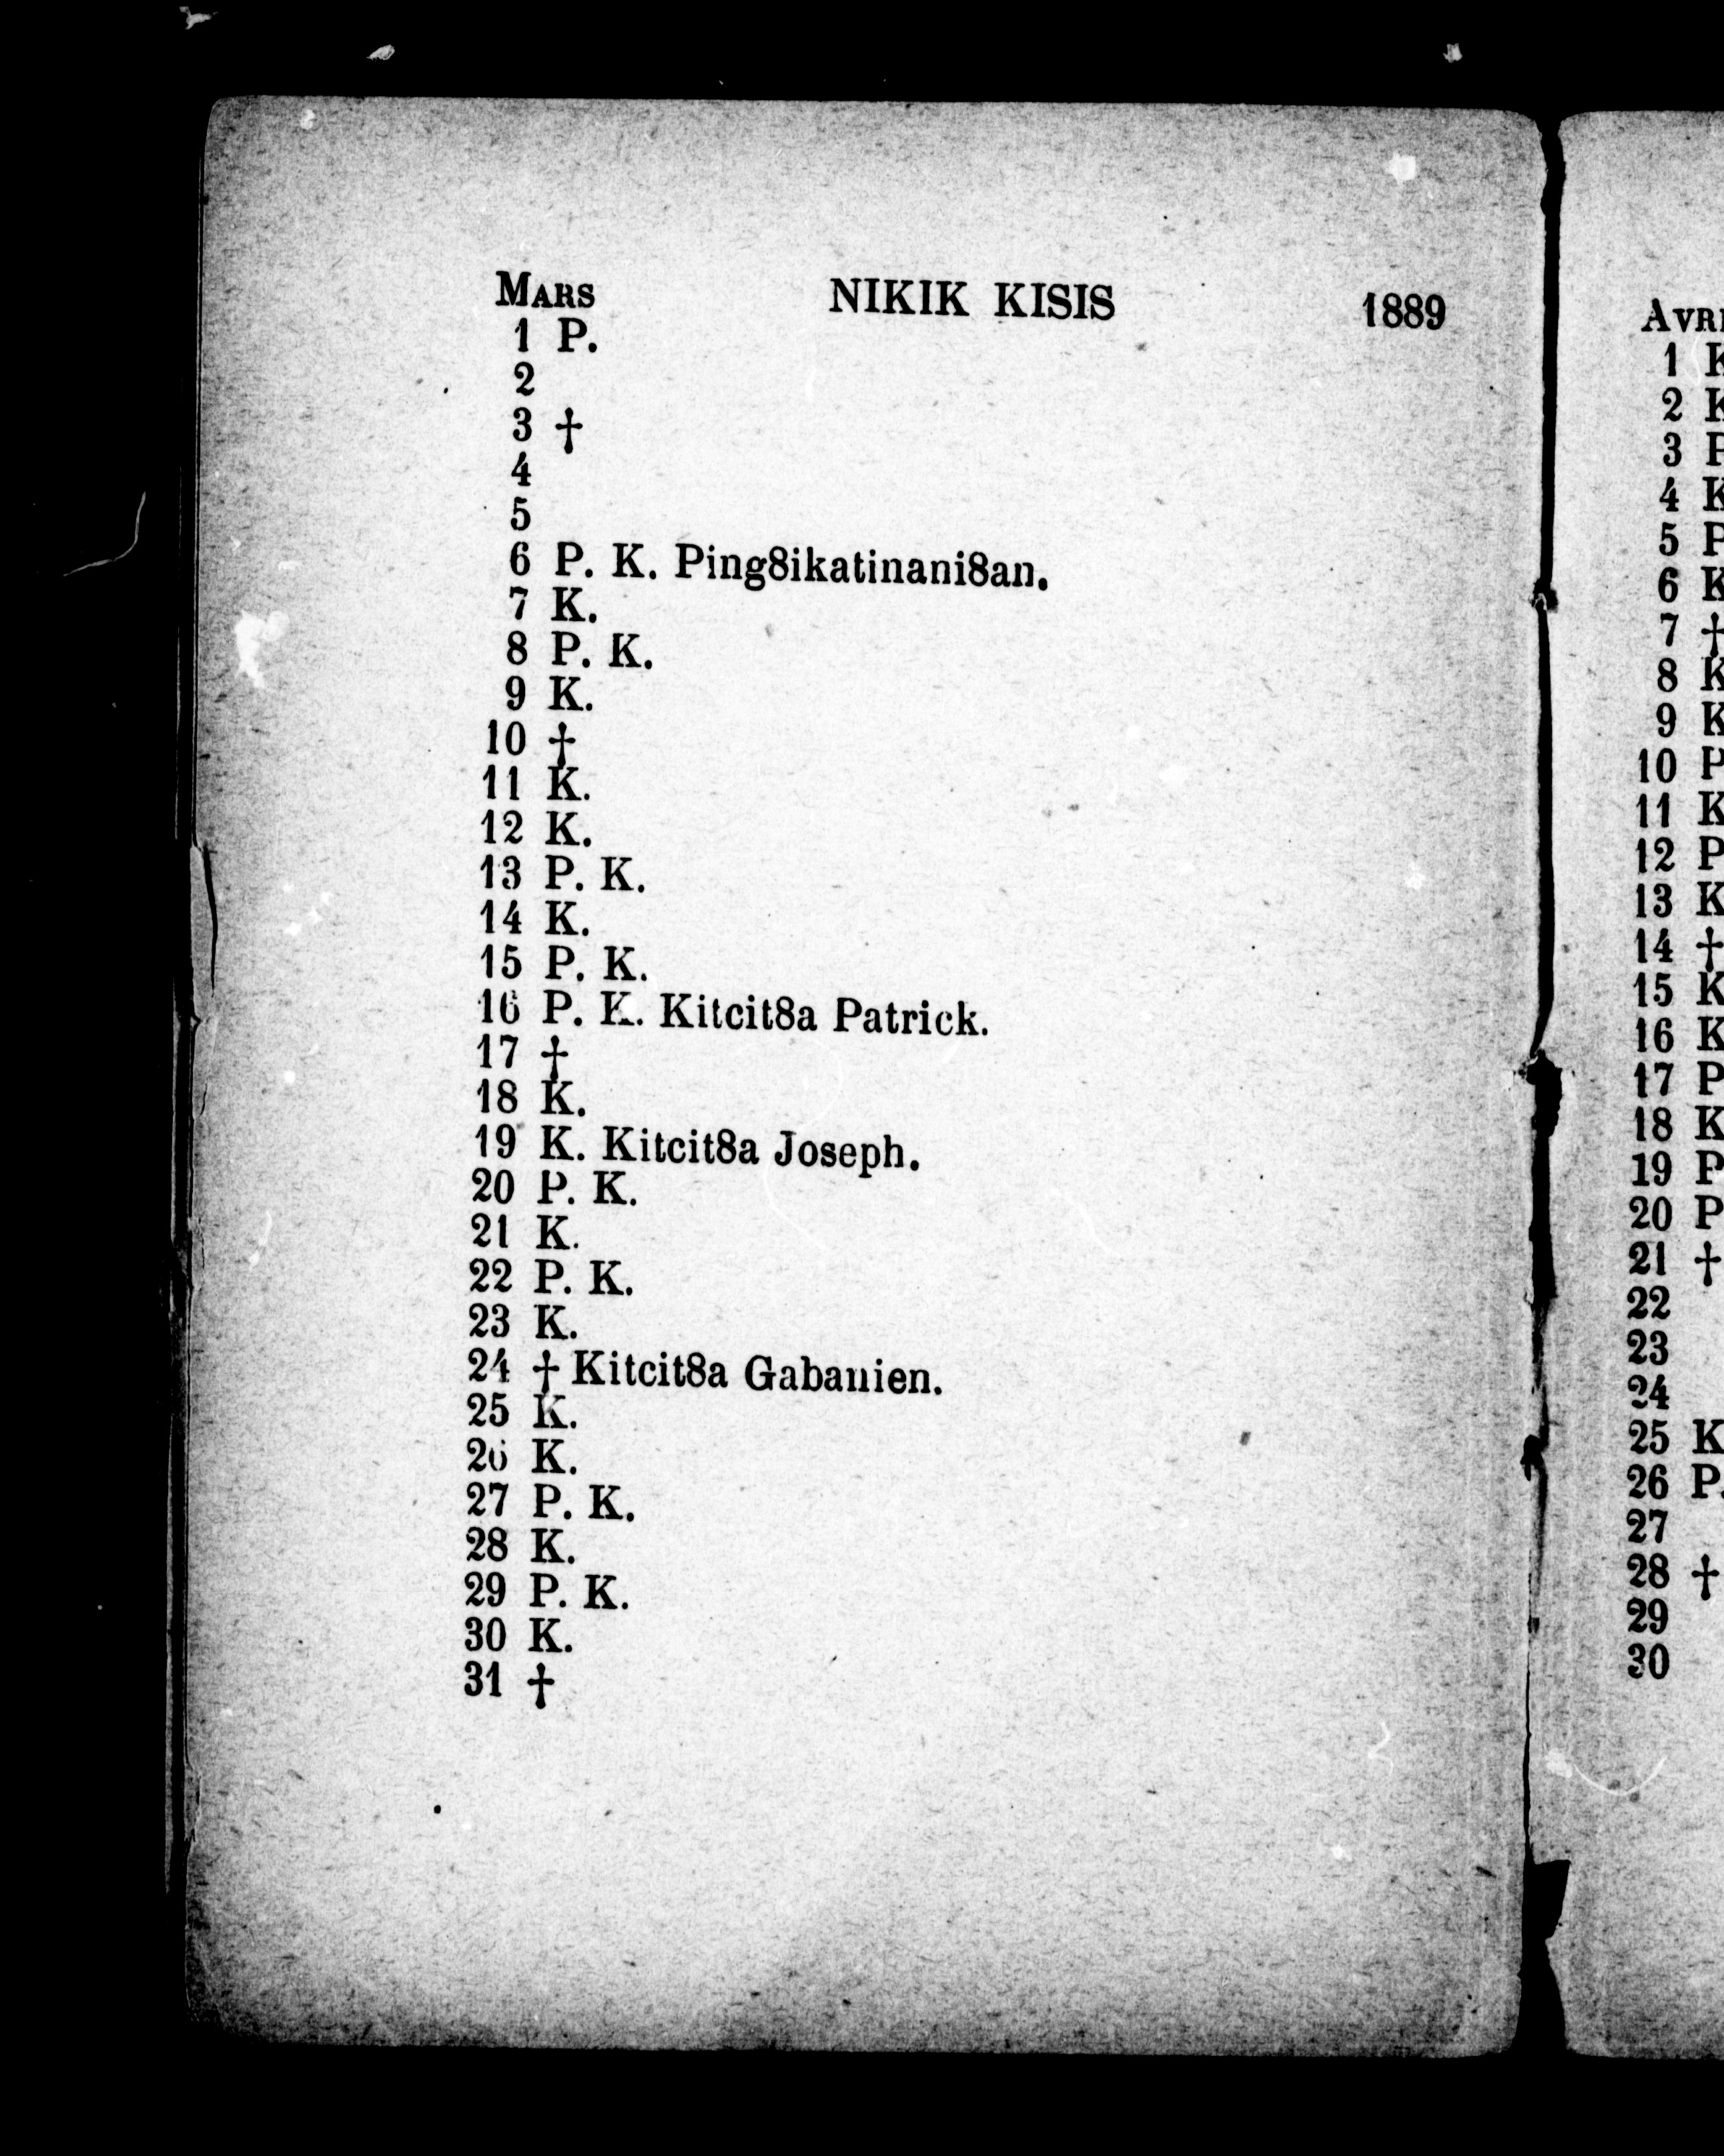 MARS NIKIK KISIS 1889
1 P.
2
3 †
4
5
6 P. K. Ping8ikatinani8an.
7 K.
8 P. K.
9 K.
10 †
11 K.
12 K.
13 P. K.
14 K.
15 P. K.
16 P. K. Kitcit8a Patrick.
17 †
18 K.
19 K. Kitcit8a Joseph.
20 P. K.
21 K.
22 P. K.
23 K.
24 † Kitcit8a Gabanien.
25 K.
26 K.
27 P. K.
28 K.
29 P. K.
30 K.
31 †
AVRI
1 K
2 K
3 P
4 K
5 P
6 K
7 †
8 K
9 K
10 P
11 K
12 P
13 K
14 †
15 K
16 K
17 P
18 K
19 P
20 P
21 †
22
23
24
25 K
26 P.
27
28 †
29
30